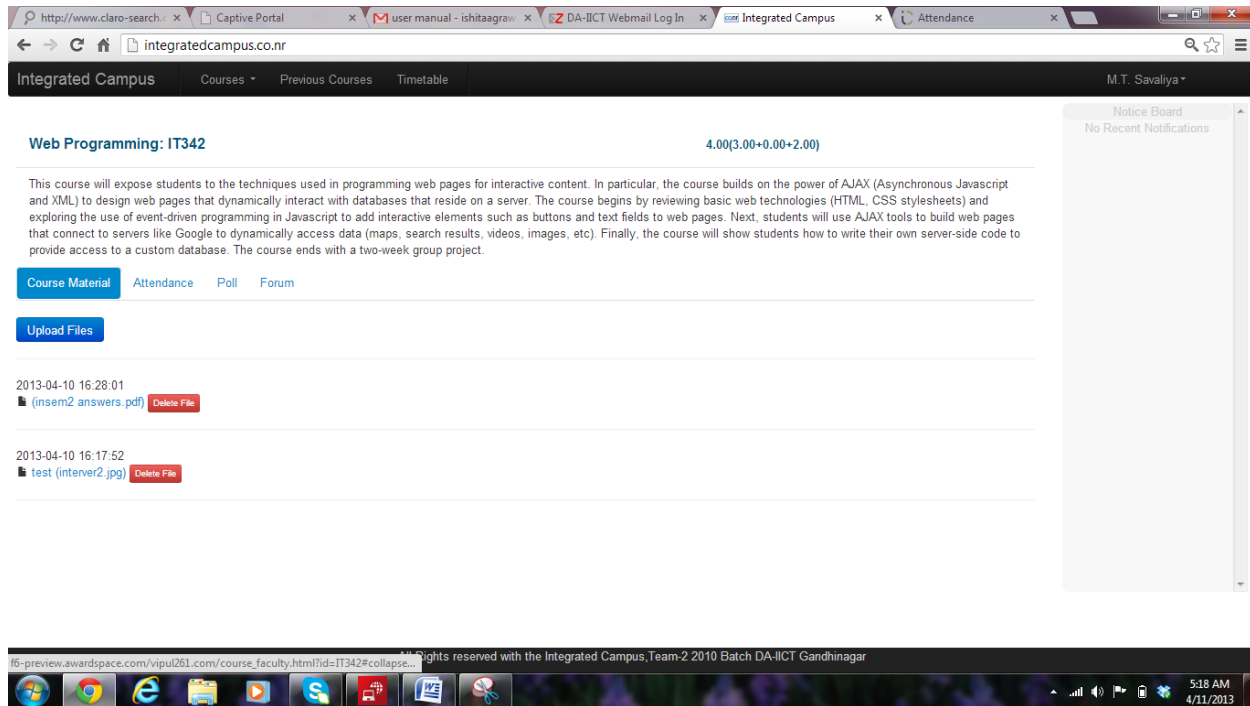 http://www.claro-search.c
Captive Portal
user manual - ishitaagraw
DA-IICT Webmail Log In
Integrated Campus
Attendance
integratedcampus.co.nr
Integrated Campus Courses Previous Courses Timetable M.T. Savaliya
Notice Board
No Recent Notifications
Web Programming: IT342 4.00(3.00+0.00+2.00)
This course will expose students to the techniques used in programming web pages for interactive content. In particular, the course builds on the power of AJAX (Asynchronous Javascript
and XML) to design web pages that dynamically interact with databases that reside on a server. The course begins by reviewing basic web technologies (HTML, CSS stylesheets) and
exploring the use of event-driven programming in Javascript to add interactive elements such as buttons and text fields to web pages. Next, students will use AJAX tools to build web pages
that connect to servers like Google to dynamically access data (maps, search results, videos, images, etc). Finally, the course will show students how to write their own server-side code to
provide access to a custom database. The course ends with a two-week group project.
Course Material Attendance Poll Forum
Upload Files
2013-04-10 16:28:01
(insem2 answers.pdf) Delete File
2013-04-10 16:17:52
test (interver2.jpg) Delete File
All Rights reserved with the Integrated Campus,Team-2 2010 Batch DA-IICT Gandhinagar
f6-preview.awardspace.com/vipul261.com/course_faculty.html?id=IT342#collapse...
5:18 AM
4/11/2013